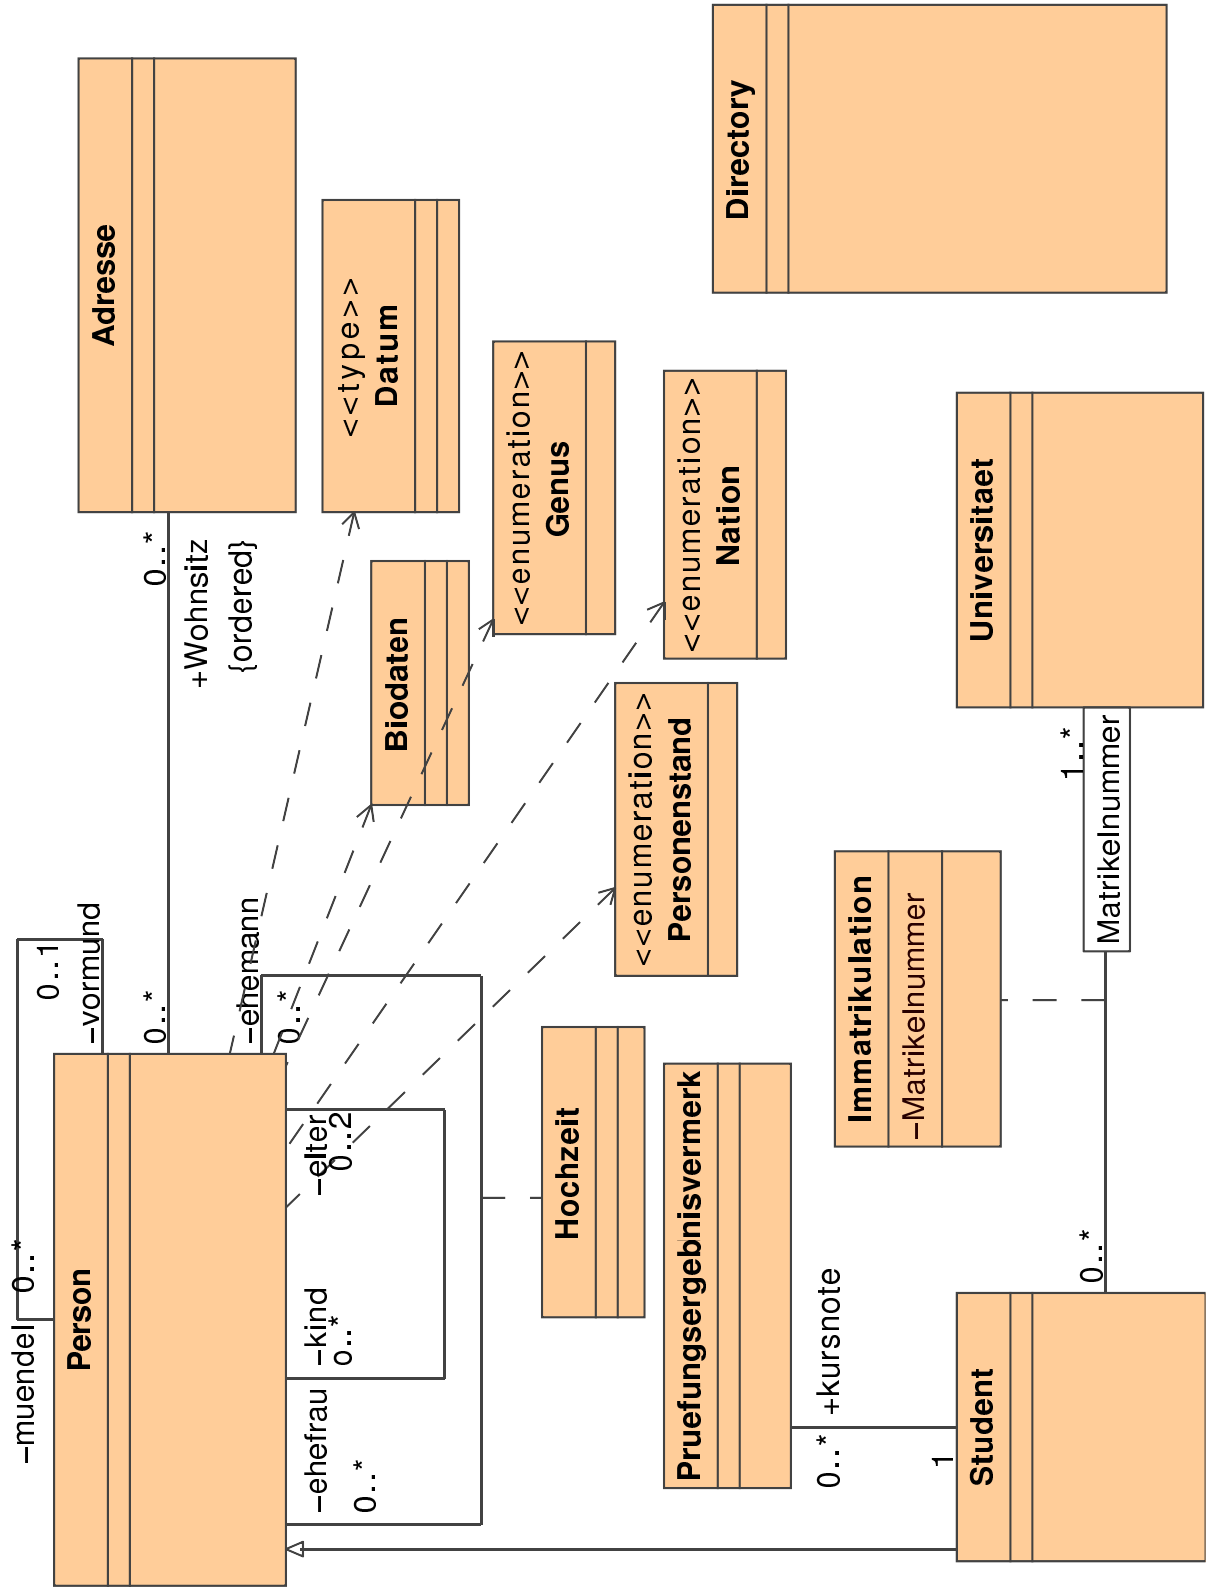 −muendel
0..*
0..1
−vormund
Person
0..*
0..*
+Wohnsitz
{ordered}
Adresse
−ehemann
0..*
<<type>>
Datum
−ehefrau
0..*
−kind
0..*
−elter
0..2
Biodaten
<<enumeration>>
Genus
Hochzeit
<<enumeration>>
Personenstand
<<enumeration>>
Nation
Directory
Pruefungsergebnisvermerk
0..*
+kursnote
1
Immatrikulation
−Matrikelnummer
Student
0..*
Matrikelnummer
1..*
Universitaet